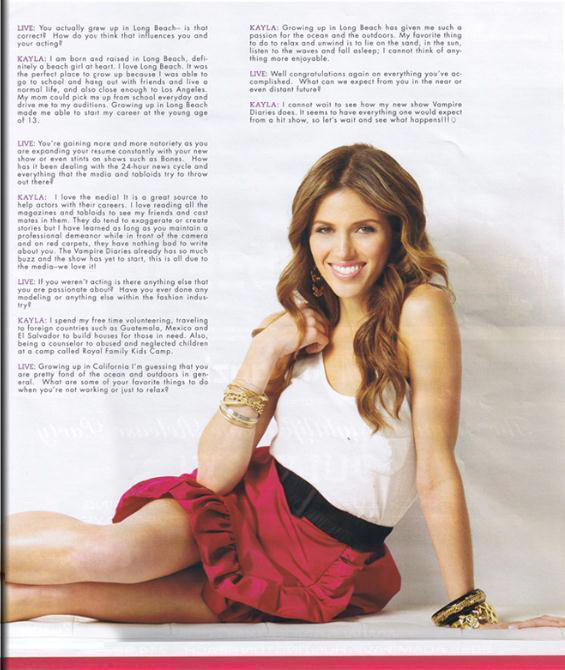 LIVE: You actually grew up in Long Beach-- is that
correct? How do you think that influences you and
your acting?
KAYLA: I am born and raised in Long Beach, defi-
nitely a beach girl at heart. I love Long Beach. It was
the perfect place to grow up because I was able to
go to school and hang out with friends and live a
normal life, and also close enough to Los Angeles.
My mom could pick me up from school everyday and
drive me to my auditions. Growing up in Long Beach
made me able to start my career at the young age
of 13.
LIVE: You're gaining more and more notoriety as you
are expanding your resume constantly with your new
show or even stints on shows such as Bones. How
has it been dealing with the 24-hour news cycle and
everything that the media and tabloids try to throw
out there?
KAYLA: I love the media! It is a great source to
help actors with their careers. I love reading all the
magazines and tabloids to see my friends and cast
mates in them. They do tend to exaggerate or create
stories but I have learned as long as you maintain a
professional demeanor while in front of the camera
and on red carpets, they have nothing bad to write
about you. The Vampire Diaries already has so much
buzz and the show has yet to start, this is all due to
the media—we love it!
LIVE: If you weren't acting is there anything else that
you are passionate about? Have you ever done any
modeling or anything else within the fashion indus-
try?
KAYLA: I spend my free time volunteering, traveling
to foreign countries such as Guatemala, Mexico and
El Salvador to build houses for those in need. Also,
being a counselor to abused and neglected children
at a camp called Royal Family Kids Camp.
LIVE: Growing up in California I'm guessing that you
are pretty fond of the ocean and outdoors in gen-
eral. What are some of your favorite things to do
when you're not working or just to relax?
KAYLA: Growing up in Long Beach has given me such a
passion for the ocean and the outdoors. My favorite thing
to do to relax and unwind is to lie on the sand, in the sun,
listen to the waves and fall asleep; I cannot think of any-
thing more enjoyable.
LIVE: Well congratulations again on everything you've ac-
complished. What can we expect from you in the near or
even distant future?
KAYLA: I cannot wait to see how my new show Vampire
Diaries does. It seems to have everything one would expect
from a hit show, so let's wait and see what happens!!!